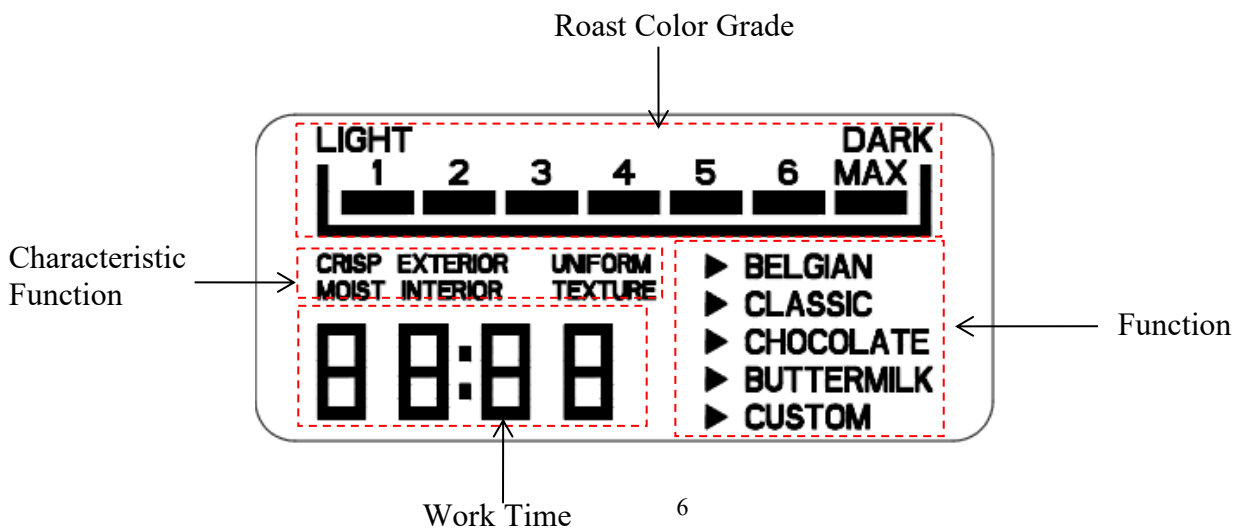 Roast Color Grade
LIGHT DARK
1 2 3 4 5 6 MAX
Characteristic
Function
CRISP EXTERIOR UNIFORM
MOIST INTERIOR TEXTURE
88:88
BELGIAN
CLASSIC
CHOCOLATE
BUTTERMILK
CUSTOM
Function
Work Time
6